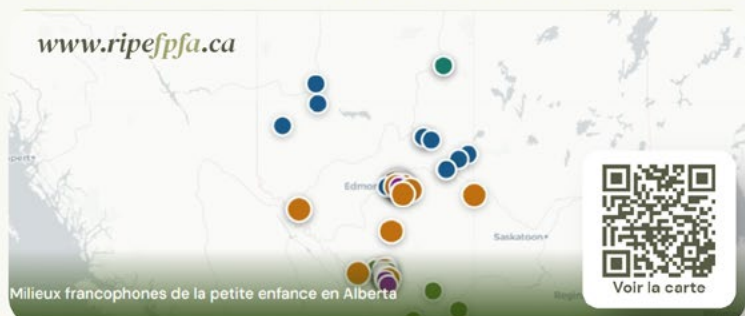 www.ripefpfa.ca
Edmon
Saskatoon
Voir la carte
Milieux francophones de la petite enfance en Alberta